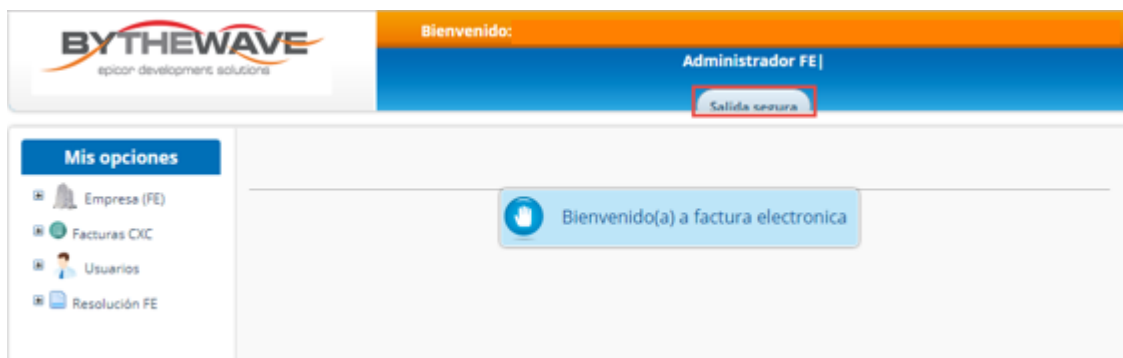 BYTHEWAVE
epicor development solutions
Bienvenido:
Administrador FE|
Salida segura
Mis opciones
Empresa (FE)
Facturas CXC
Usuarios
Resolución FE
Bienvenido(a) a factura electronica